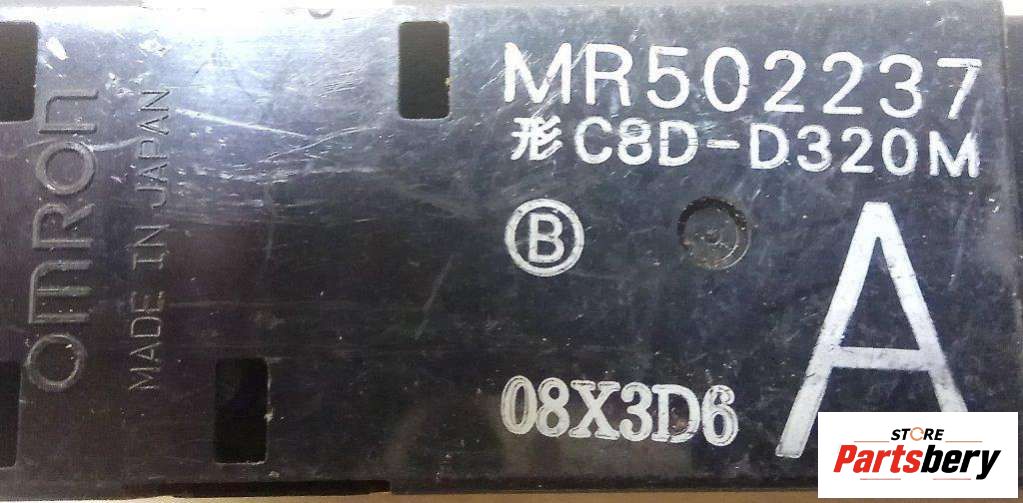 omron
MADE IN JAPAN
MR502237
形C8D-D320M
B
A
08X3D6
STORE
Partsbery